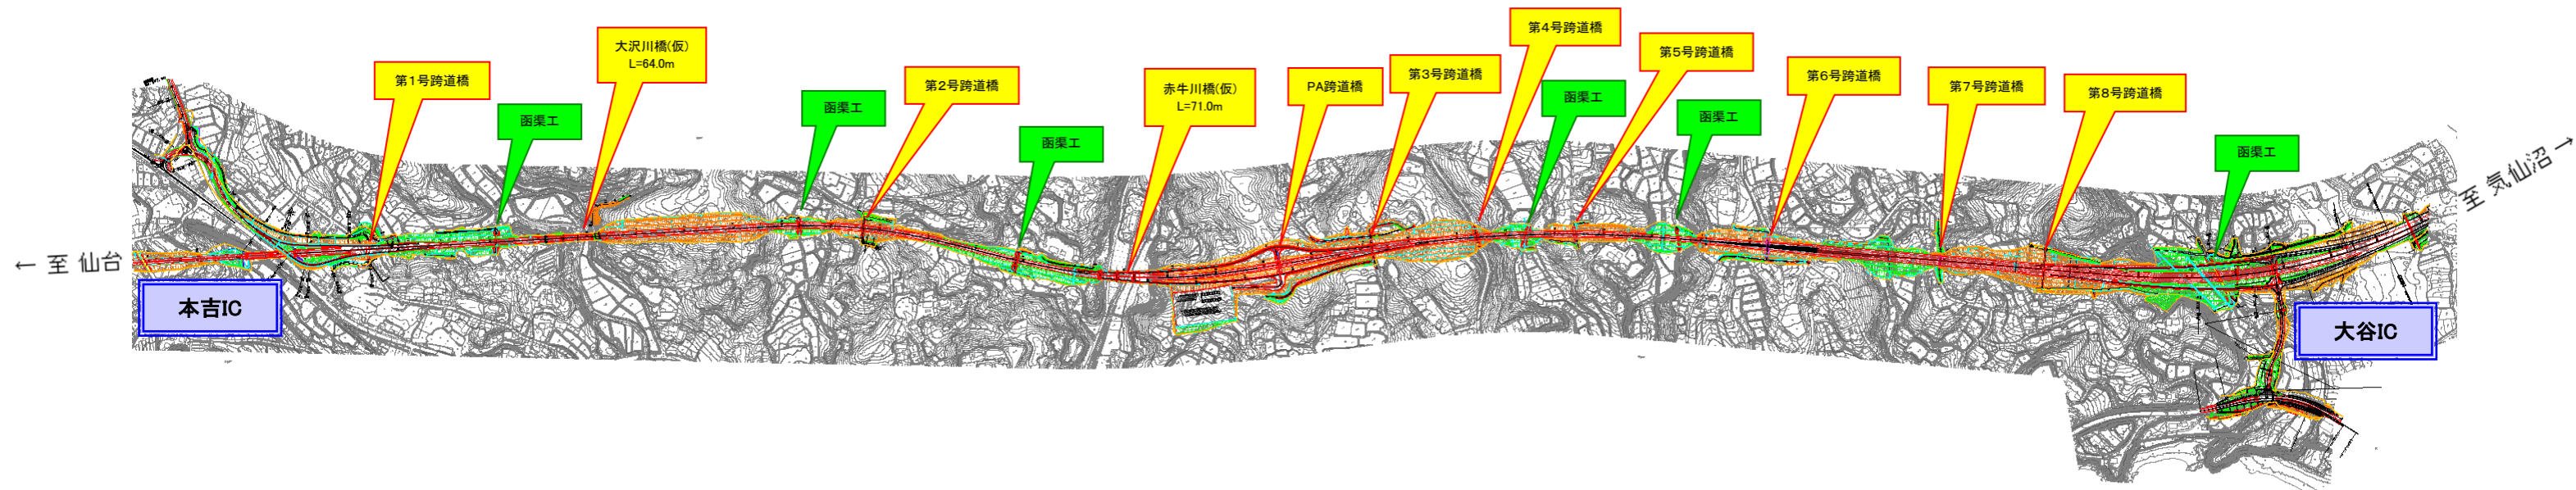 第4号跨道橋
大沢川橋(仮)
L=64.0m
第5号跨道橋
第1号跨道橋
第2号跨道橋
赤牛川橋(仮)
L=71.0m
PA跨道橋
第3号跨道橋
第6号跨道橋
第7号跨道橋
第8号跨道橋
函渠工
函渠工
函渠工
函渠工
函渠工
函渠工
← 至 仙台
至 気仙沼 →
本吉IC
大谷IC